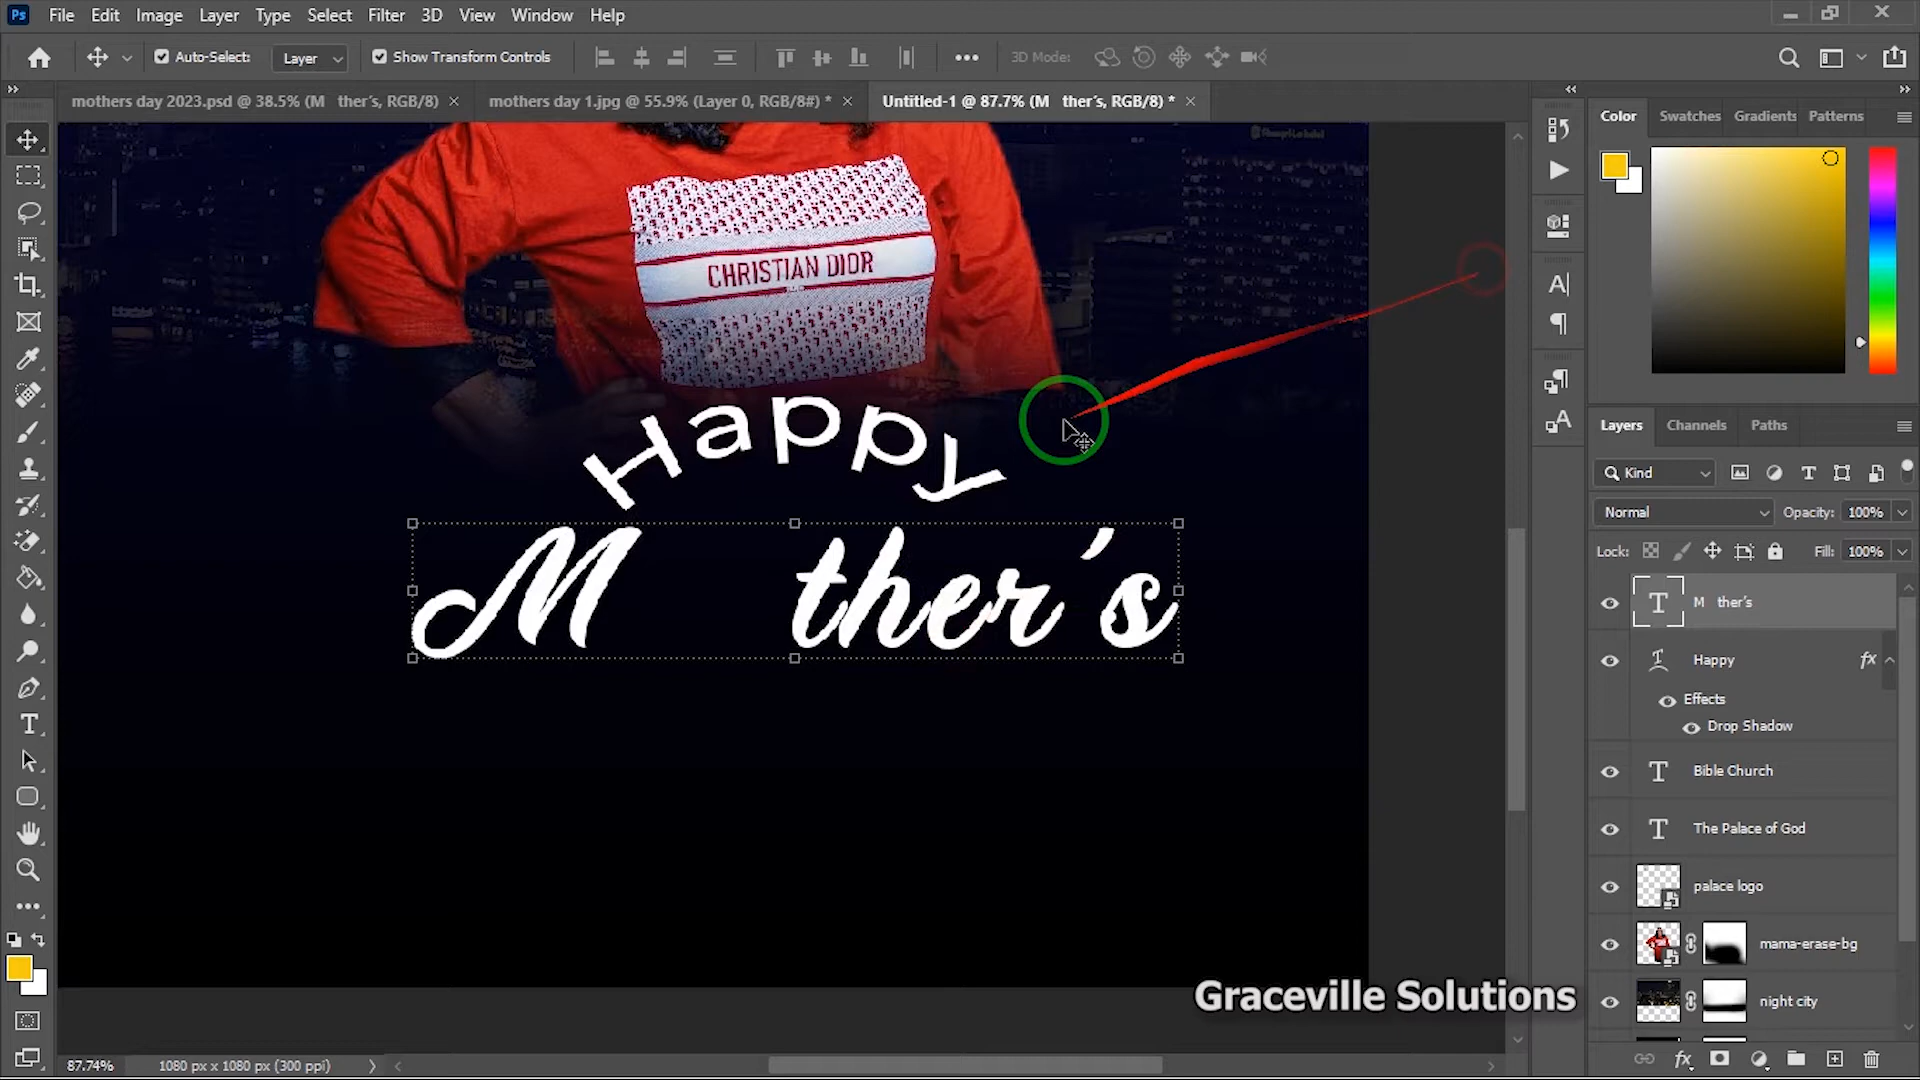 Ps File Edit Image Layer Type Select Filter 3D View Window Help
Auto-Select: Layer Show Transform Controls 3D Mode:
mothers day 2023.psd @ 38.5% (M ther's, RGB/8) mothers day 1.jpg @ 55.9% (Layer 0, RGB/8#) * Untitled-1 @ 87.7% (M ther's, RGB/8) *
Color Swatches Gradients Patterns
CHRISTIAN DIOR
Happy
M ther's
Layers Channels Paths
Kind
Normal Opacity: 100%
Lock: Fill: 100%
M ther's
Happy fx
Effects
Drop Shadow
Bible Church
The Palace of God
palace logo
mama-erase-bg
night city
Graceville Solutions
87.74% 1080 px x 1080 px (300 ppi)
fx